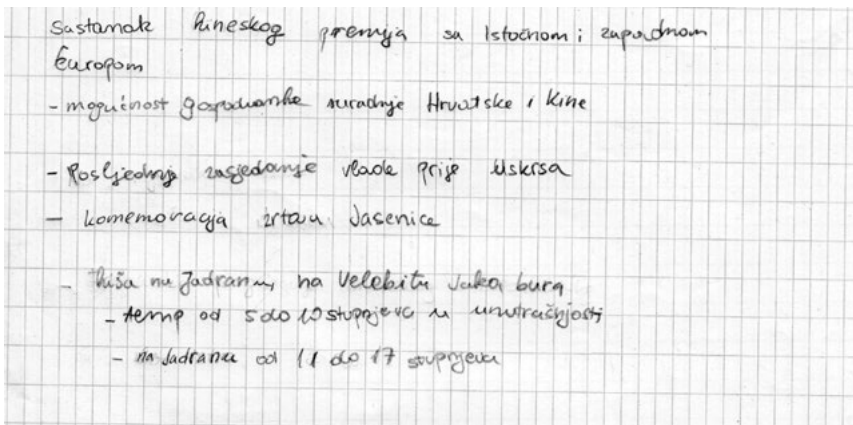 Sastanak kineskog premija sa Istočnom i zapadnom
Europom
- mogućnost gospodarske suradnje Hrvatske i Kine
- Posljednje zasjedanje vlade prije Uskrsa
- komemoracija žrtava Jasenice
- kiša na Jadranu, na Velebitu jaka bura
- temp od 5 do 10 stupnjeva u unutrašnjosti
- na Jadranu od 11 do 17 stupnjeva